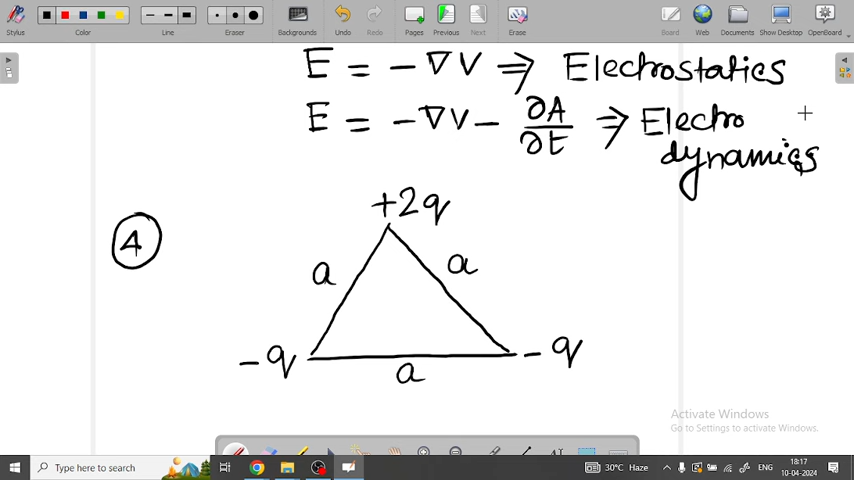 Stylus
Color
Line
Eraser
Backgrounds
Undo
Redo
Pages
Previous
Next
Erase
Board
Web
Documents
Show Desktop
OpenBoard
E = -∇V ⇒ Electrostatics
E = -∇V - ∂A/∂t ⇒ Electro
dynamics
4
+2q
a
a
-q
-q
a
Activate Windows
Go to Settings to activate Windows.
Type here to search
30°C Haze
ENG
18:17
10-04-2024